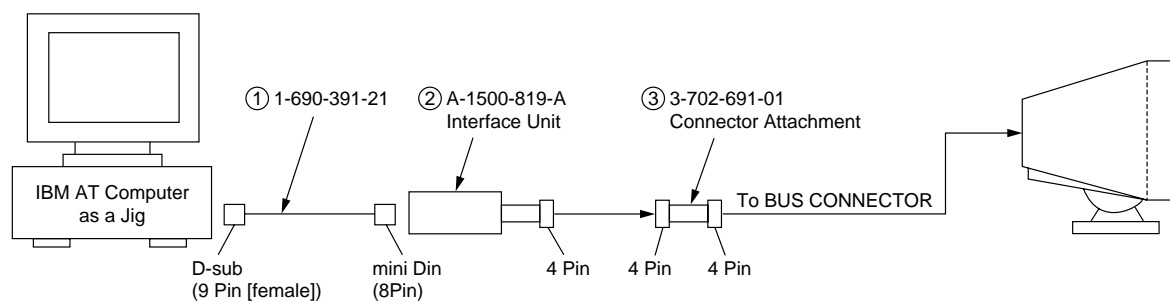 ① 1-690-391-21
② A-1500-819-A
Interface Unit
③ 3-702-691-01
Connector Attachment
IBM AT Computer
as a Jig
To BUS CONNECTOR
D-sub
(9 Pin [female])
mini Din
(8Pin)
4 Pin
4 Pin
4 Pin